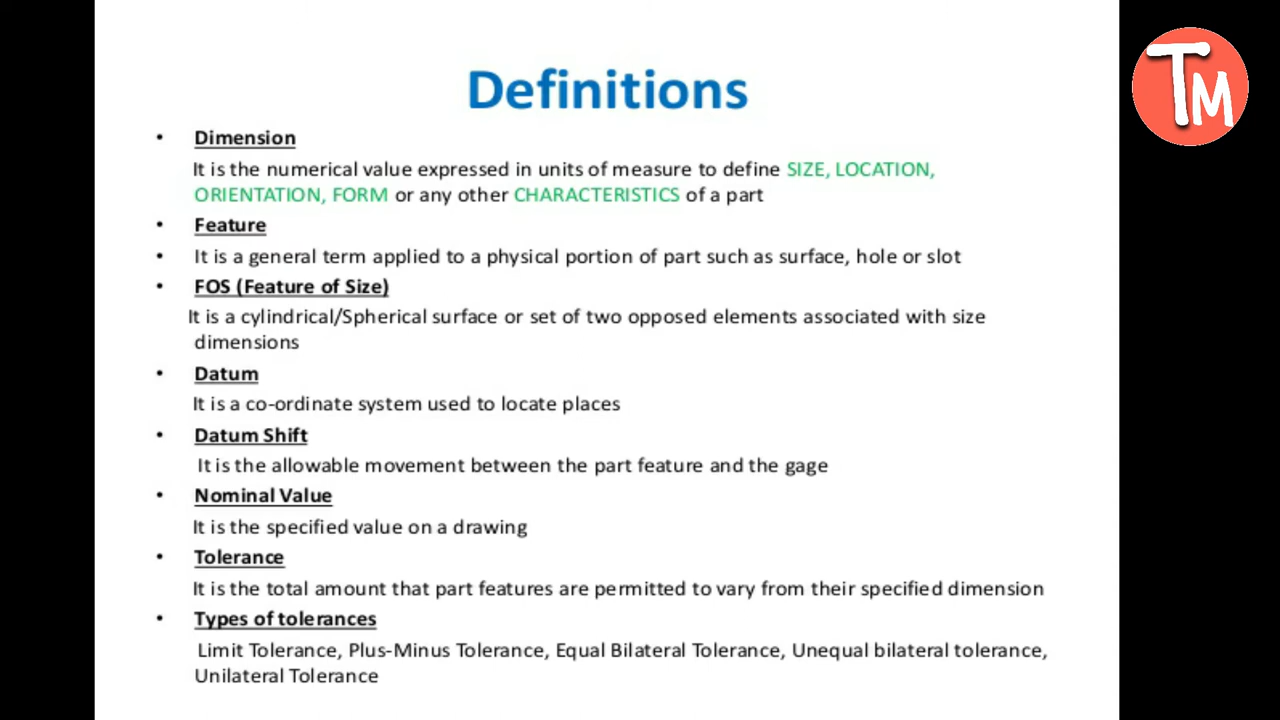 Definitions
TM
• Dimension
It is the numerical value expressed in units of measure to define SIZE, LOCATION,
ORIENTATION, FORM or any other CHARACTERISTICS of a part
• Feature
• It is a general term applied to a physical portion of part such as surface, hole or slot
• FOS (Feature of Size)
It is a cylindrical/Spherical surface or set of two opposed elements associated with size
dimensions
• Datum
It is a co-ordinate system used to locate places
• Datum Shift
It is the allowable movement between the part feature and the gage
• Nominal Value
It is the specified value on a drawing
• Tolerance
It is the total amount that part features are permitted to vary from their specified dimension
• Types of tolerances
Limit Tolerance, Plus-Minus Tolerance, Equal Bilateral Tolerance, Unequal bilateral tolerance,
Unilateral Tolerance